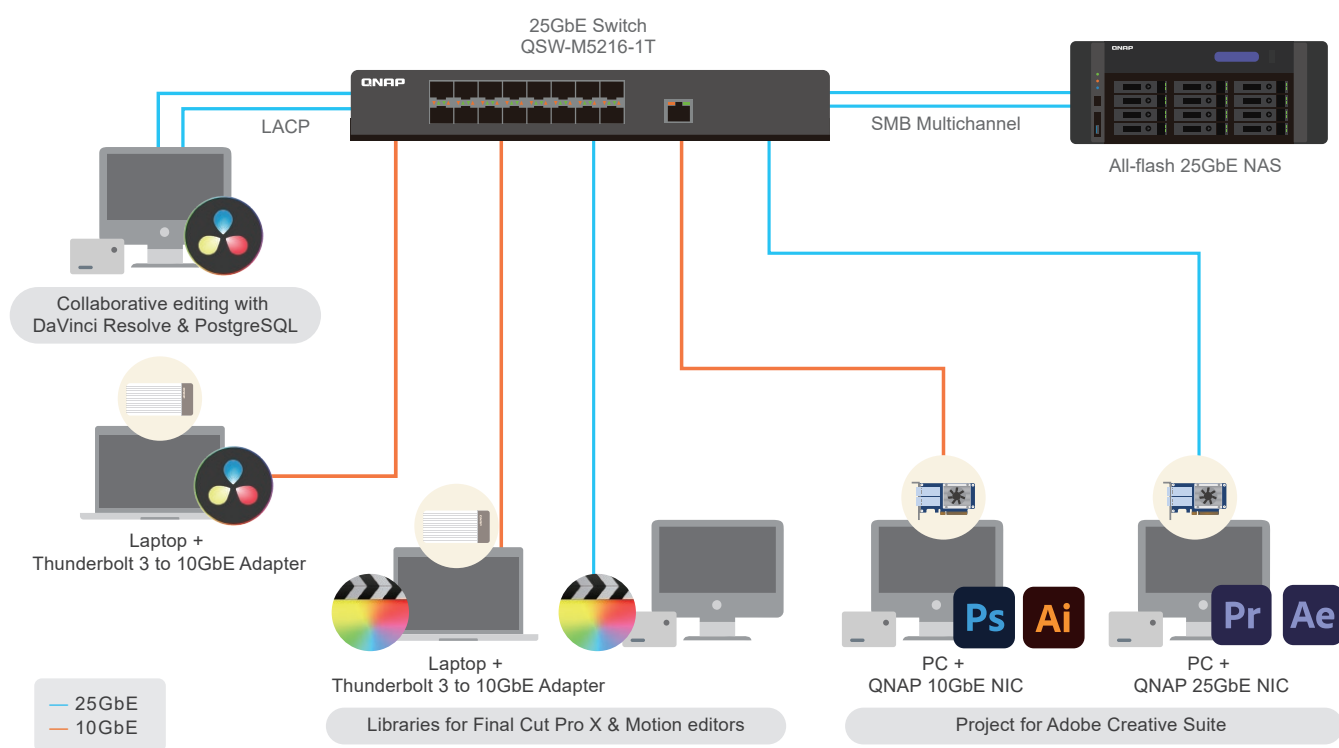 25GbE Switch
QSW-M5216-1T
QNAP
QNAP
LACP
SMB Multichannel
All-flash 25GbE NAS
Collaborative editing with
DaVinci Resolve & PostgreSQL
Laptop +
Thunderbolt 3 to 10GbE Adapter
Ps
Ai
Pr
Ae
Laptop +
Thunderbolt 3 to 10GbE Adapter
PC +
QNAP 10GbE NIC
PC +
QNAP 25GbE NIC
25GbE
10GbE
Libraries for Final Cut Pro X & Motion editors
Project for Adobe Creative Suite